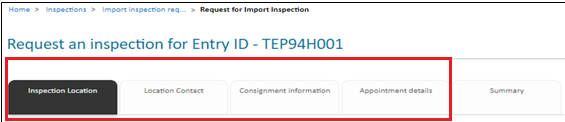 Home > Inspections > Import inspection req... > Request for Import Inspection
Request an inspection for Entry ID - TEP94H001
Inspection Location Location Contact Consignment information Appointment details Summary